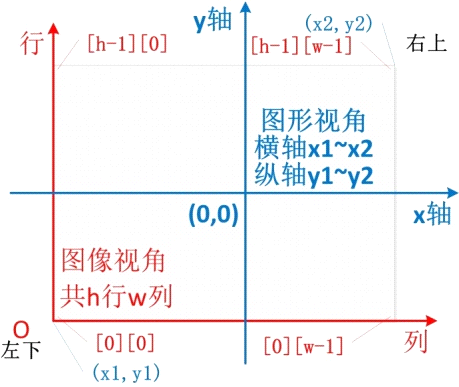 y轴
(x2, y2)
行
[h-1][0]
[h-1][w-1]
右上
图形视角
横轴x1~x2
纵轴y1~y2
(0,0)
x轴
图像视角
共h行w列
O
左下
[0][0]
[0][w-1]
列
(x1, y1)